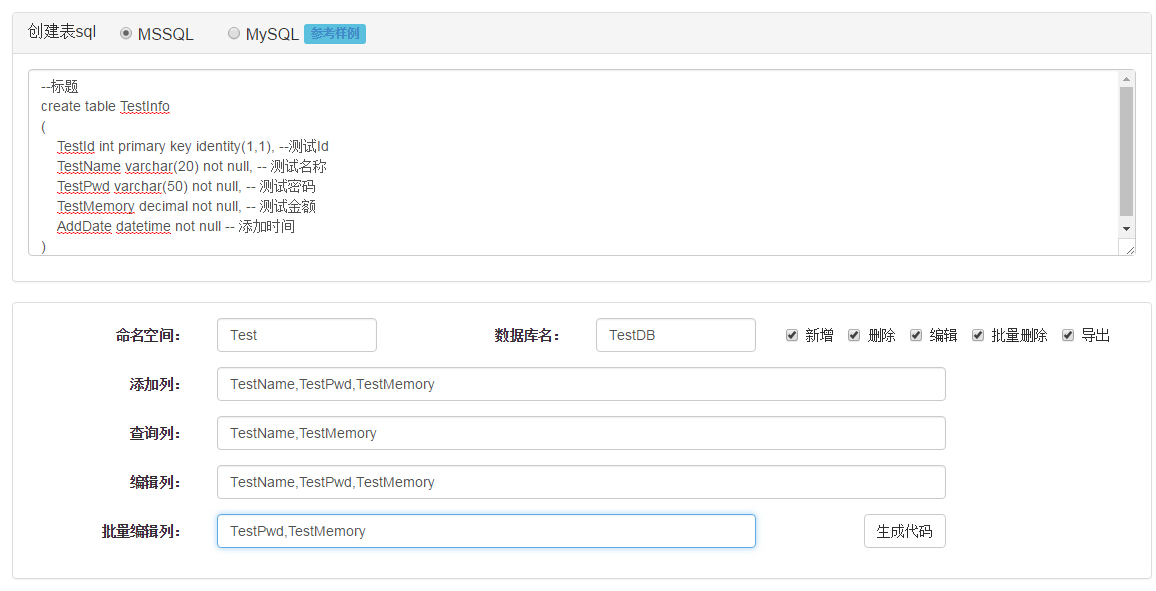 创建表sql MSSQL MySQL 参考样例
--标题
create table TestInfo
(
TestId int primary key identity(1,1), --测试Id
TestName varchar(20) not null, -- 测试名称
TestPwd varchar(50) not null, -- 测试密码
TestMemory decimal not null, -- 测试金额
AddDate datetime not null -- 添加时间
)
命名空间： Test 数据库名： TestDB 新增 删除 编辑 批量删除 导出
添加列： TestName,TestPwd,TestMemory
查询列： TestName,TestMemory
编辑列： TestName,TestPwd,TestMemory
批量编辑列： TestPwd,TestMemory 生成代码